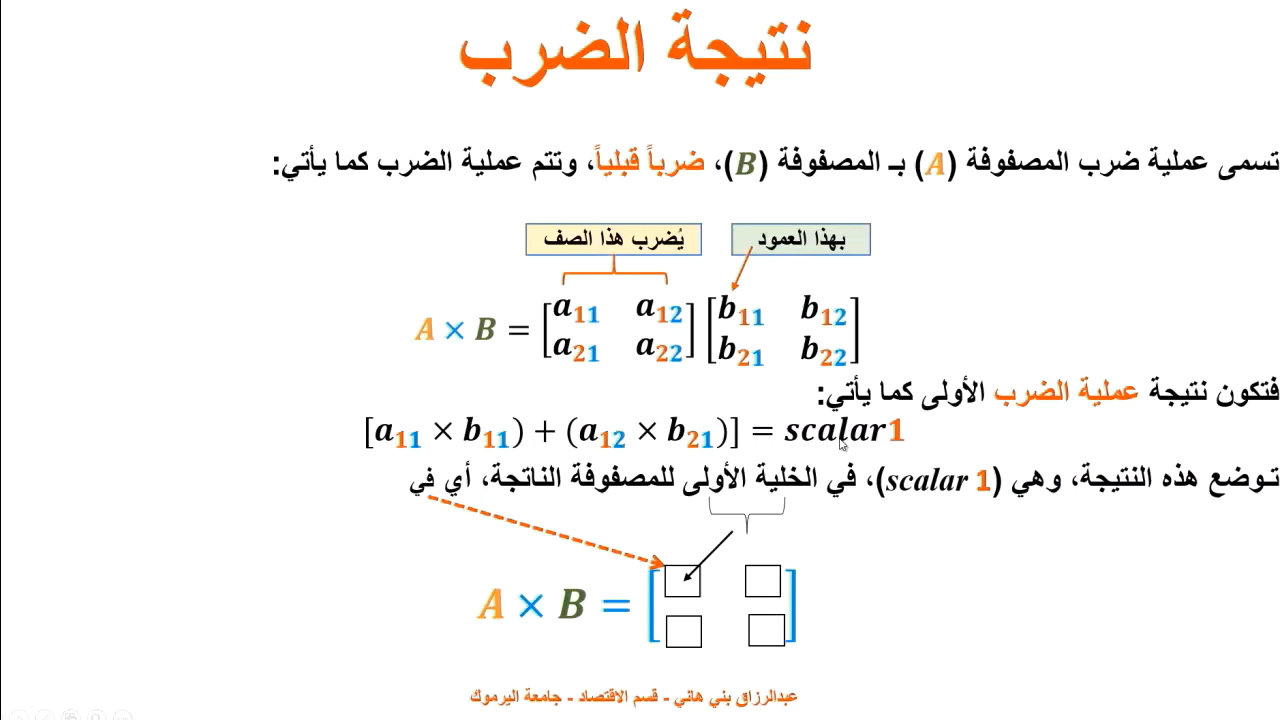 نتيجة الضرب
تسمى عملية ضرب المصفوفة (A) بـ المصفوفة (B)، ضرباً قبلياً، وتتم عملية الضرب كما يأتي:
يُضرب هذا الصف
بهذا العمود
A × B = [a11 a12] [b11 b12]
[a21 a22] [b21 b22]
فتكون نتيجة عملية الضرب الأولى كما يأتي:
[a11 × b11) + (a12 × b21)] = scalar1
تـوضع هذه النتيجة، وهي (scalar 1)، في الخلية الأولى للمصفوفة الناتجة، أي في
A × B =
عبدالرزاق بني هاني - قسم الاقتصاد - جامعة اليرموك